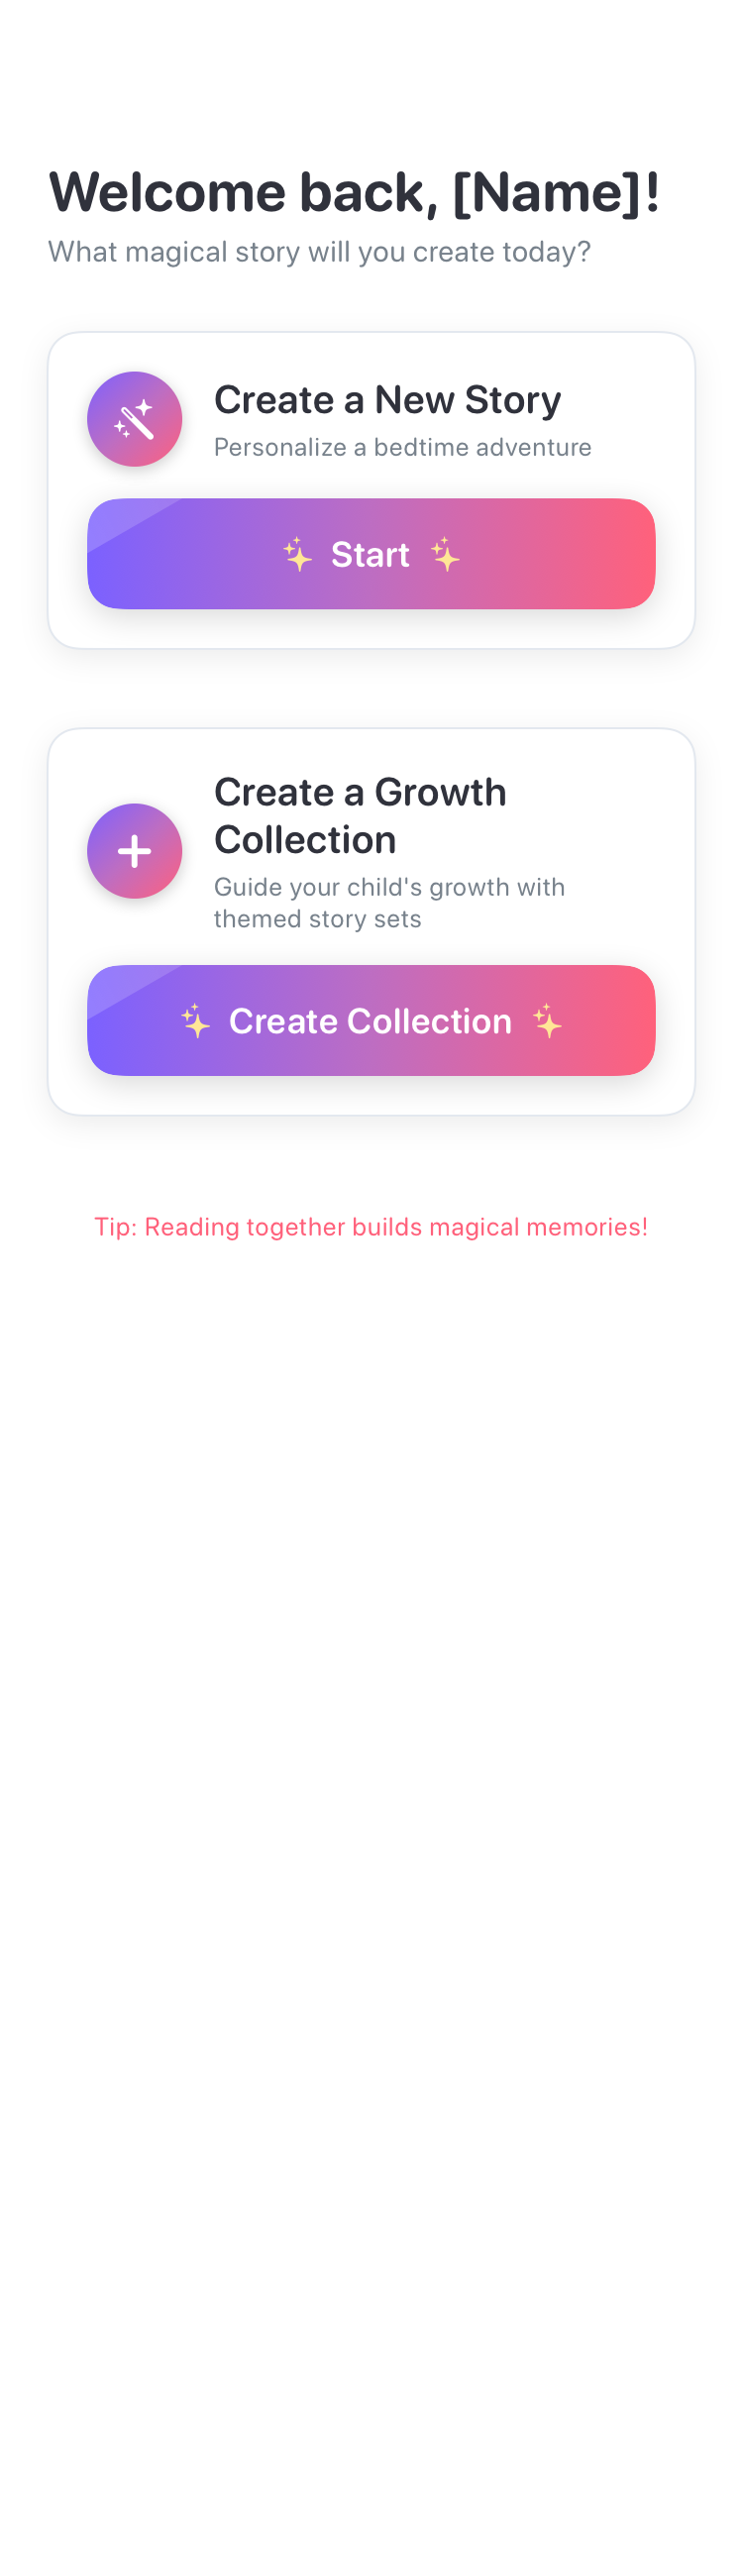 Welcome back, [Name]!
What magical story will you create today?
Create a New Story
Personalize a bedtime adventure
Start
Create a Growth
Collection
Guide your child's growth with
themed story sets
Create Collection
Tip: Reading together builds magical memories!